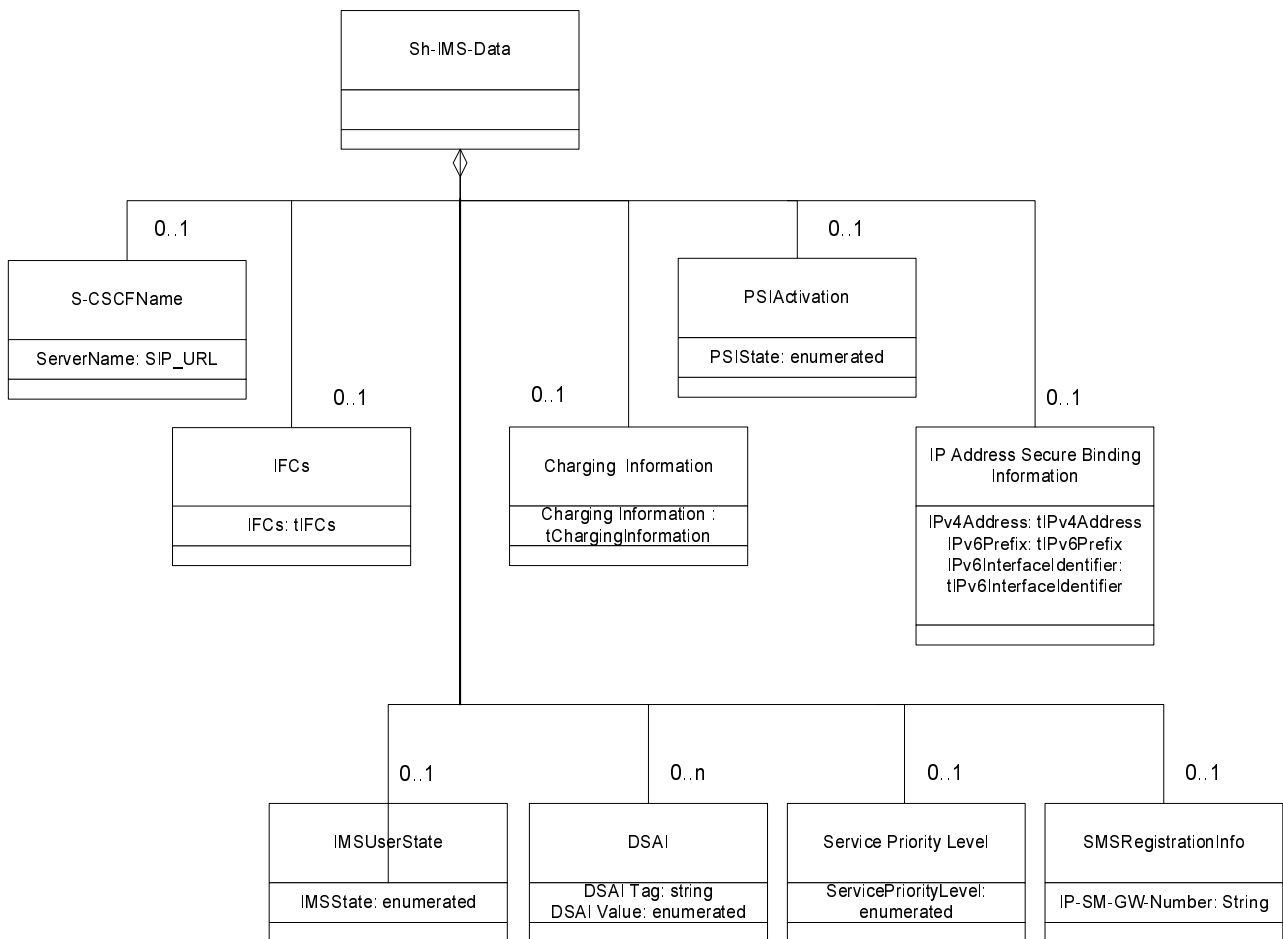 Sh-IMS-Data
0..1
0..1
S-CSCFName
ServerName: SIP_URL
PSIActivation
PSIState: enumerated
0..1
0..1
0..1
IFCs
IFCs: tIFCs
Charging Information
Charging Information :
tChargingInformation
IP Address Secure Binding
Information
IPv4Address: tIPv4Address
IPv6Prefix: tIPv6Prefix
IPv6InterfaceIdentifier:
tIPv6InterfaceIdentifier
0..1
0..n
0..1
0..1
IMSUserState
IMSState: enumerated
DSAI
DSAI Tag: string
DSAI Value: enumerated
Service Priority Level
ServicePriorityLevel:
enumerated
SMSRegistrationInfo
IP-SM-GW-Number: String